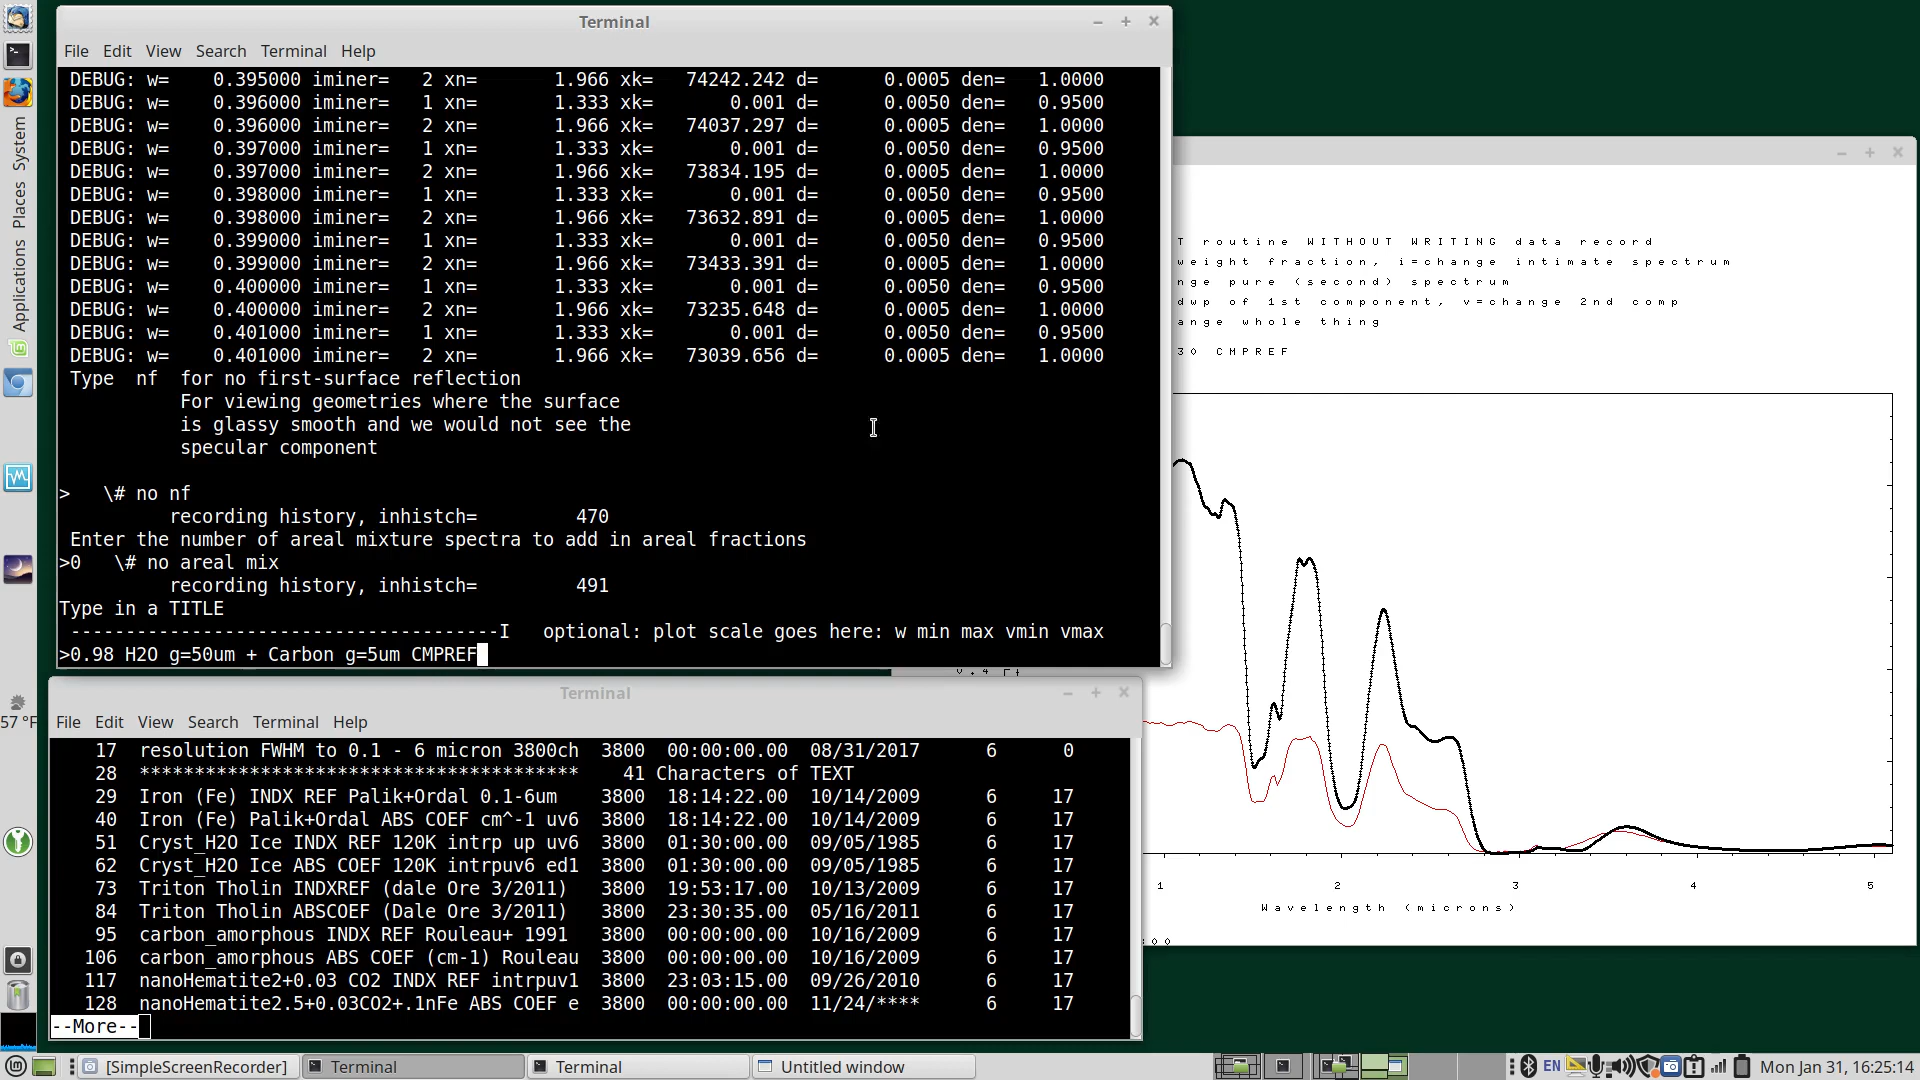 Terminal
File Edit View Search Terminal Help
DEBUG: w= 0.395000 iminer= 2 xn= 1.966 xk= 74242.242 d= 0.0005 den= 1.0000
DEBUG: w= 0.396000 iminer= 1 xn= 1.333 xk= 0.001 d= 0.0050 den= 0.9500
DEBUG: w= 0.396000 iminer= 2 xn= 1.966 xk= 74037.297 d= 0.0005 den= 1.0000
DEBUG: w= 0.397000 iminer= 1 xn= 1.333 xk= 0.001 d= 0.0050 den= 0.9500
DEBUG: w= 0.397000 iminer= 2 xn= 1.966 xk= 73834.195 d= 0.0005 den= 1.0000
DEBUG: w= 0.398000 iminer= 1 xn= 1.333 xk= 0.001 d= 0.0050 den= 0.9500
DEBUG: w= 0.398000 iminer= 2 xn= 1.966 xk= 73632.891 d= 0.0005 den= 1.0000
DEBUG: w= 0.399000 iminer= 1 xn= 1.333 xk= 0.001 d= 0.0050 den= 0.9500
DEBUG: w= 0.399000 iminer= 2 xn= 1.966 xk= 73433.391 d= 0.0005 den= 1.0000
DEBUG: w= 0.400000 iminer= 1 xn= 1.333 xk= 0.001 d= 0.0050 den= 0.9500
DEBUG: w= 0.400000 iminer= 2 xn= 1.966 xk= 73235.648 d= 0.0005 den= 1.0000
DEBUG: w= 0.401000 iminer= 1 xn= 1.333 xk= 0.001 d= 0.0050 den= 0.9500
DEBUG: w= 0.401000 iminer= 2 xn= 1.966 xk= 73039.656 d= 0.0005 den= 1.0000
Type nf for no first-surface reflection
For viewing geometries where the surface
is glassy smooth and we would not see the
specular component
> \# no nf
recording history, inhistch= 470
Enter the number of areal mixture spectra to add in areal fractions
>0 \# no areal mix
recording history, inhistch= 491
Type in a TITLE
---------------------------------------I optional: plot scale goes here: w min max vmin vmax
>0.98 H2O g=50um + Carbon g=5um CMPREF
Terminal
File Edit View Search Terminal Help
17 resolution FWHM to 0.1 - 6 micron 3800ch 3800 00:00:00.00 08/31/2017 6 0
28 **************************************** 41 Characters of TEXT
29 Iron (Fe) INDX REF Palik+Ordal 0.1-6um 3800 18:14:22.00 10/14/2009 6 17
40 Iron (Fe) Palik+Ordal ABS COEF cm^-1 uv6 3800 18:14:22.00 10/14/2009 6 17
51 Cryst_H2O Ice INDX REF 120K intrp up uv6 3800 01:30:00.00 09/05/1985 6 17
62 Cryst_H2O Ice ABS COEF 120K intrpuv6 ed1 3800 01:30:00.00 09/05/1985 6 17
73 Triton Tholin INDXREF (dale Ore 3/2011) 3800 19:53:17.00 10/13/2009 6 17
84 Triton Tholin ABSCOEF (Dale Ore 3/2011) 3800 23:30:35.00 05/16/2011 6 17
95 carbon_amorphous INDX REF Rouleau+ 1991 3800 00:00:00.00 10/16/2009 6 17
106 carbon_amorphous ABS COEF (cm-1) Rouleau 3800 00:00:00.00 10/16/2009 6 17
117 nanoHematite2+0.03 CO2 INDX REF intrpuv1 3800 23:03:15.00 09/26/2010 6 17
128 nanoHematite2.5+0.03CO2+.1nFe ABS COEF e 3800 00:00:00.00 11/24/**** 6 17
--More--
T routine WITHOUT WRITING data record
weight fraction, i=change intimate spectrum
nge pure (second) spectrum
dwp of 1st component, v=change 2nd comp
ange whole thing
30 CMPREF
1 2 3 4 5
Wavelength (microns)
00
System
Places
Applications
57 °F
[SimpleScreenRecorder]
Terminal
Terminal
Untitled window
EN
Mon Jan 31, 16:25:14